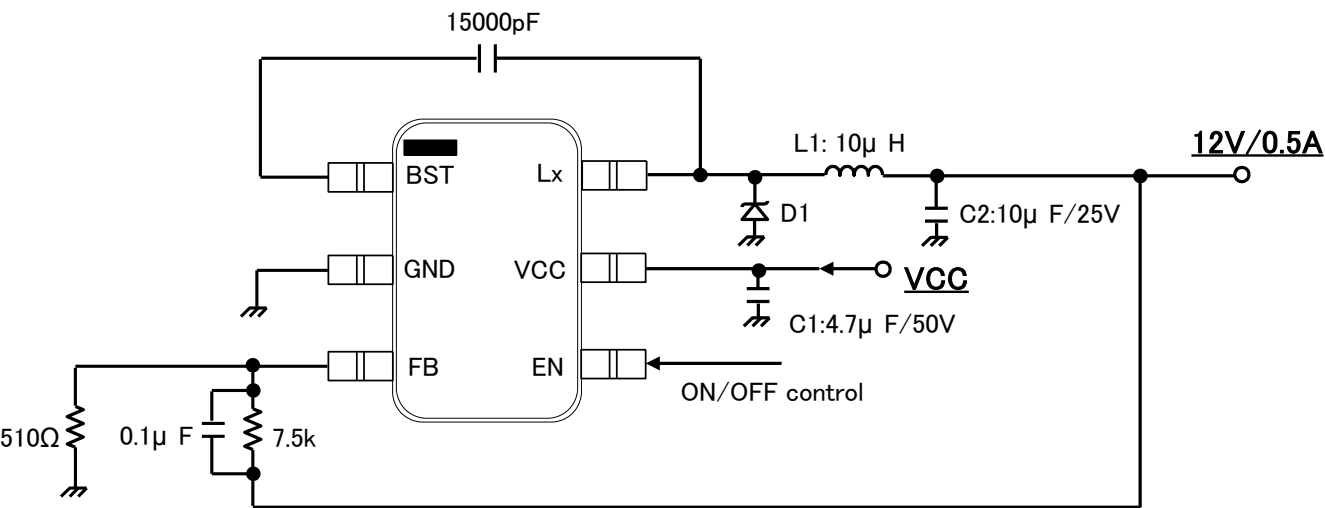 15000pF
L1: 10μ H
12V/0.5A
BST
Lx
D1
C2:10μ F/25V
GND
VCC
VCC
C1:4.7μ F/50V
FB
EN
ON/OFF control
510Ω
0.1μ F
7.5k